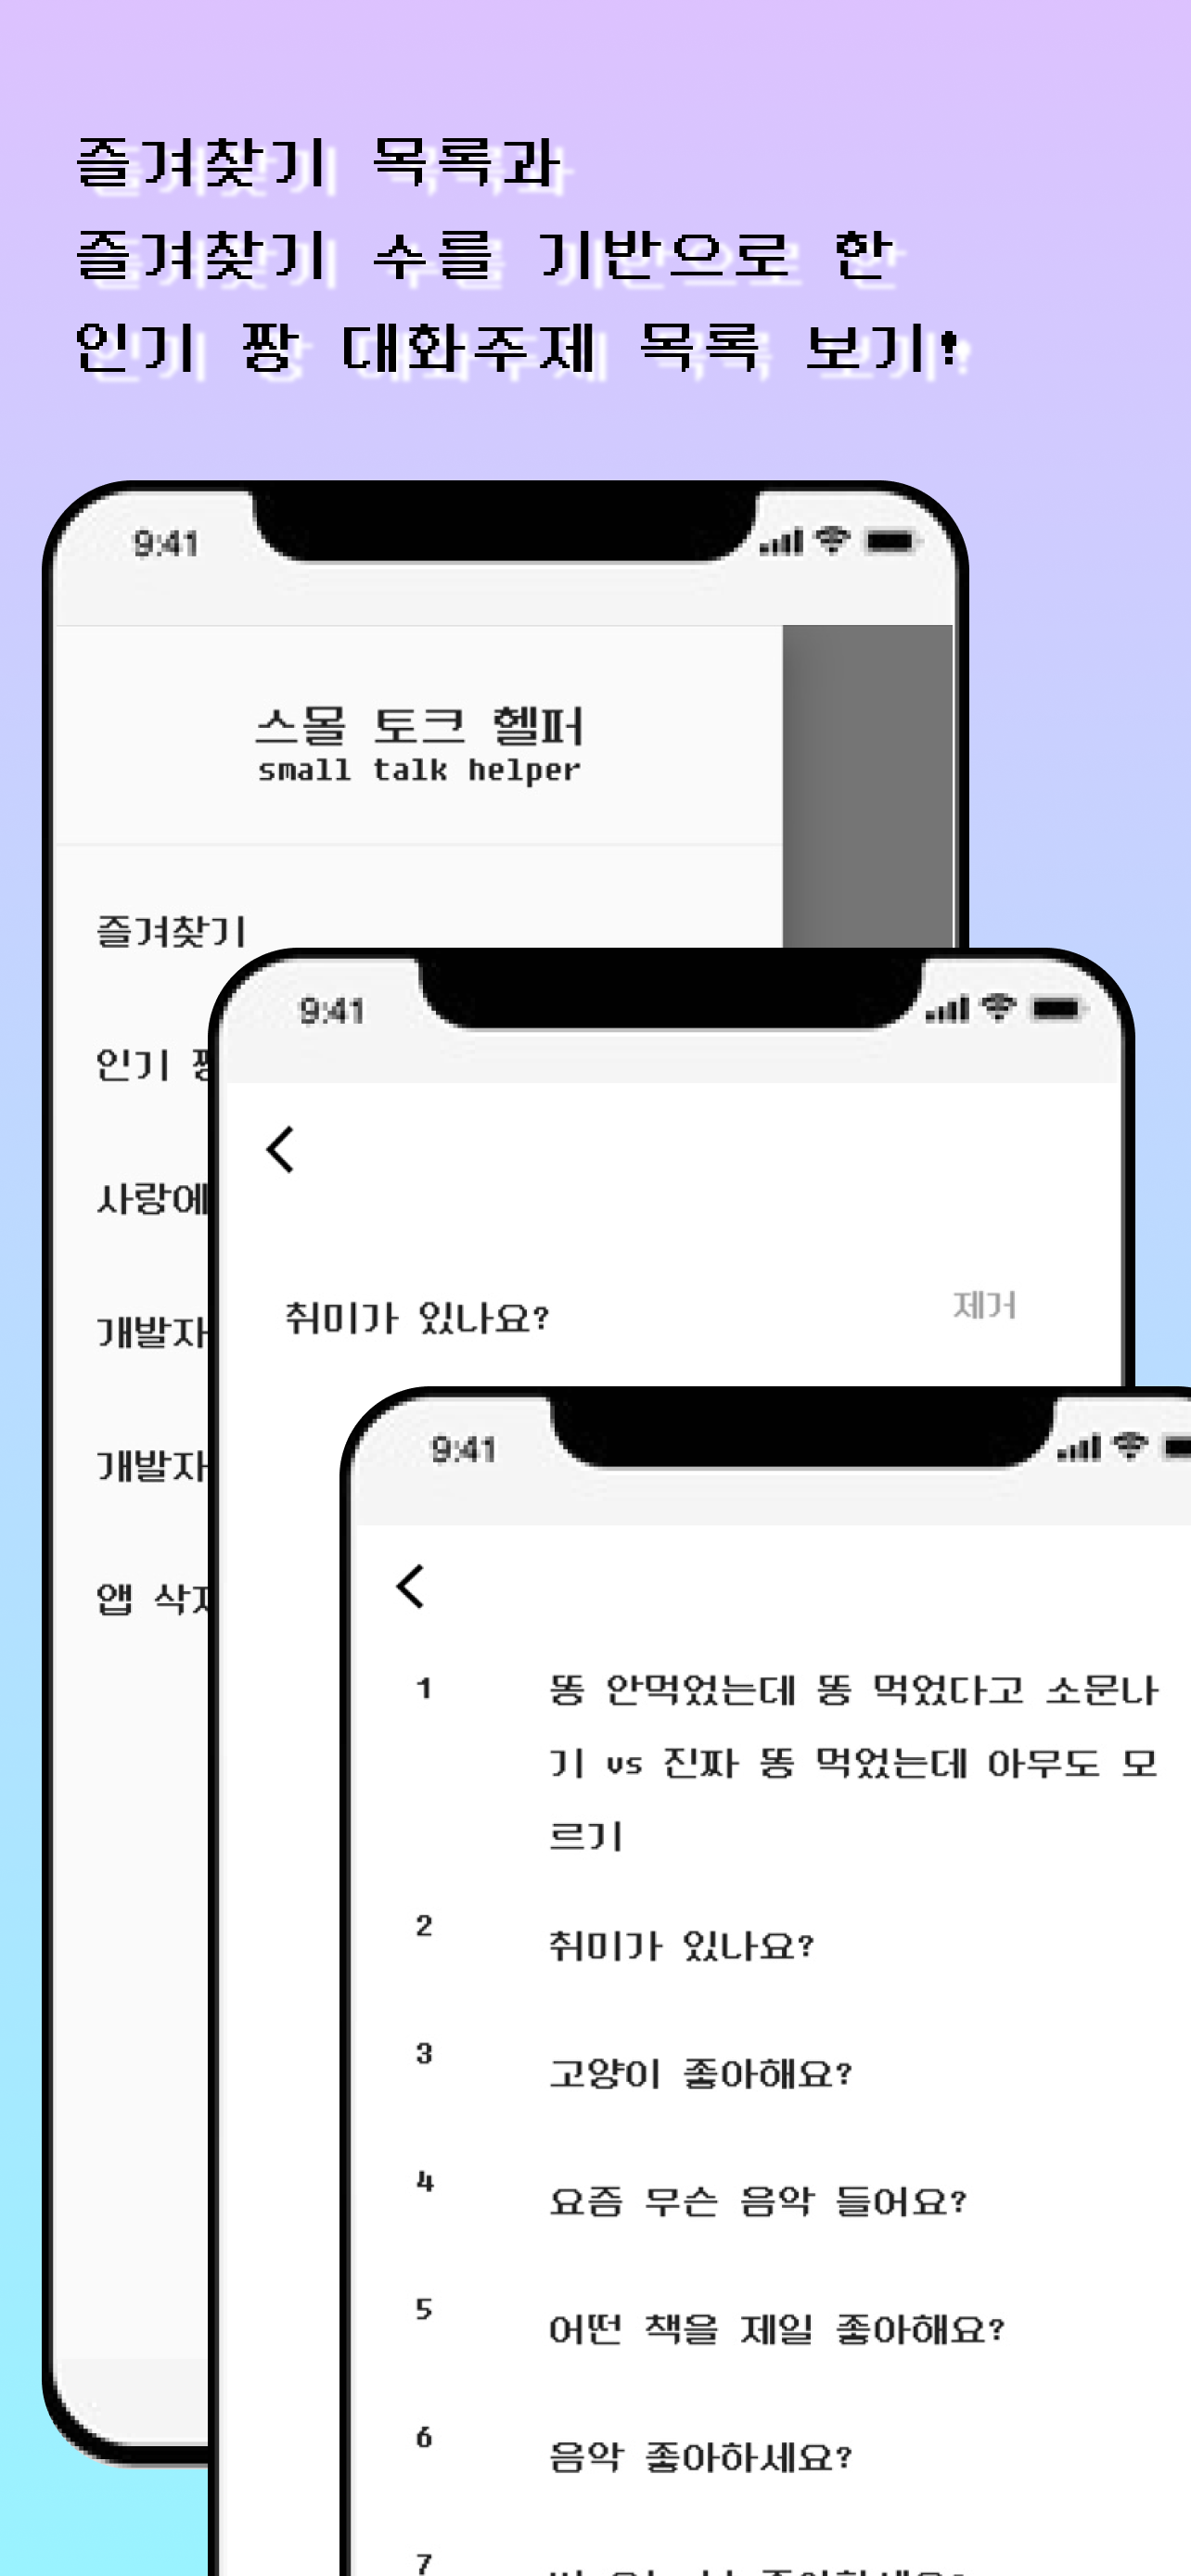 즐겨찾기 목록과
즐겨찾기 수를 기반으로 한
인기 짱 대화주제 목록 보기!
9:41
스몰 토크 헬퍼
small talk helper
즐겨찾기
인기
사랑에
개발자
개발자
앱
9:41
취미가 있나요?
제거
9:41
1
똥 안먹었는데 똥 먹었다고 소문나
기 vs 진짜 똥 먹었는데 아무도 모
르기
2
취미가 있나요?
3
고양이 좋아해요?
4
요즘 무슨 음악 들어요?
5
어떤 책을 제일 좋아해요?
6
음악 좋아하세요?
7